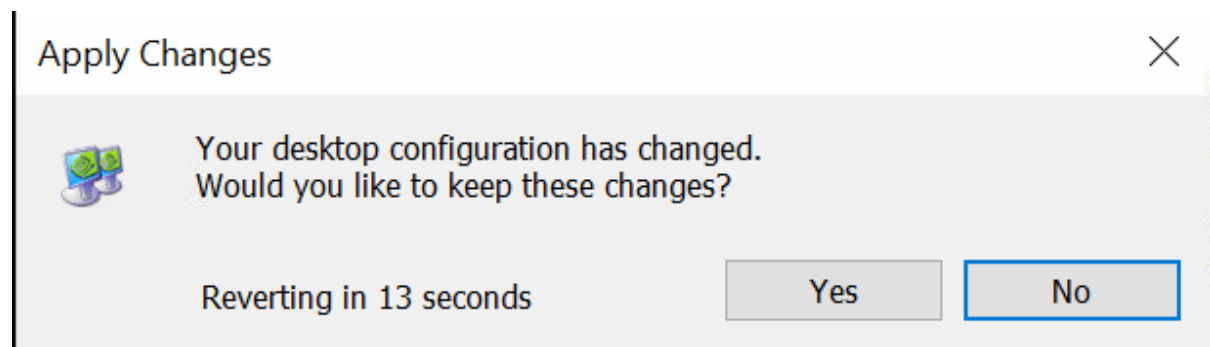 Apply Changes
Your desktop configuration has changed.
Would you like to keep these changes?
Reverting in 13 seconds
Yes
No